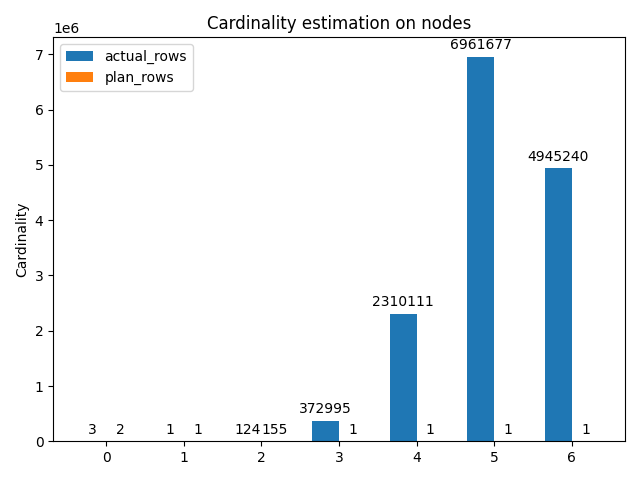 Cardinality estimation on nodes
1e6
actual_rows
plan_rows
Cardinality
7
6
5
4
3
2
1
0
3 2
1 1
124 155
372995 1
2310111 1
6961677 1
4945240 1
0 1 2 3 4 5 6